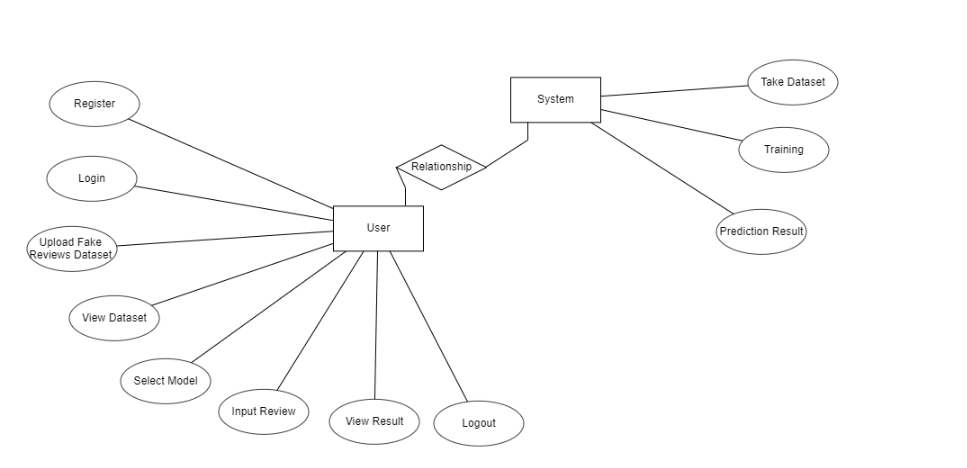 Take Dataset
System
Register
Training
Relationship
Login
User
Prediction Result
Upload Fake
Reviews Dataset
View Dataset
Select Model
Input Review
View Result
Logout